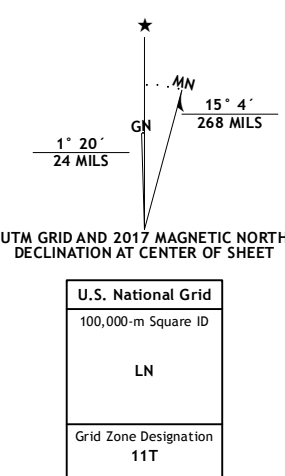 ★
MN
GN
15° 4´
268 MILS
1° 20´
24 MILS
UTM GRID AND 2017 MAGNETIC NORTH
DECLINATION AT CENTER OF SHEET
U.S. National Grid
100,000-m Square ID
LN
Grid Zone Designation
11T